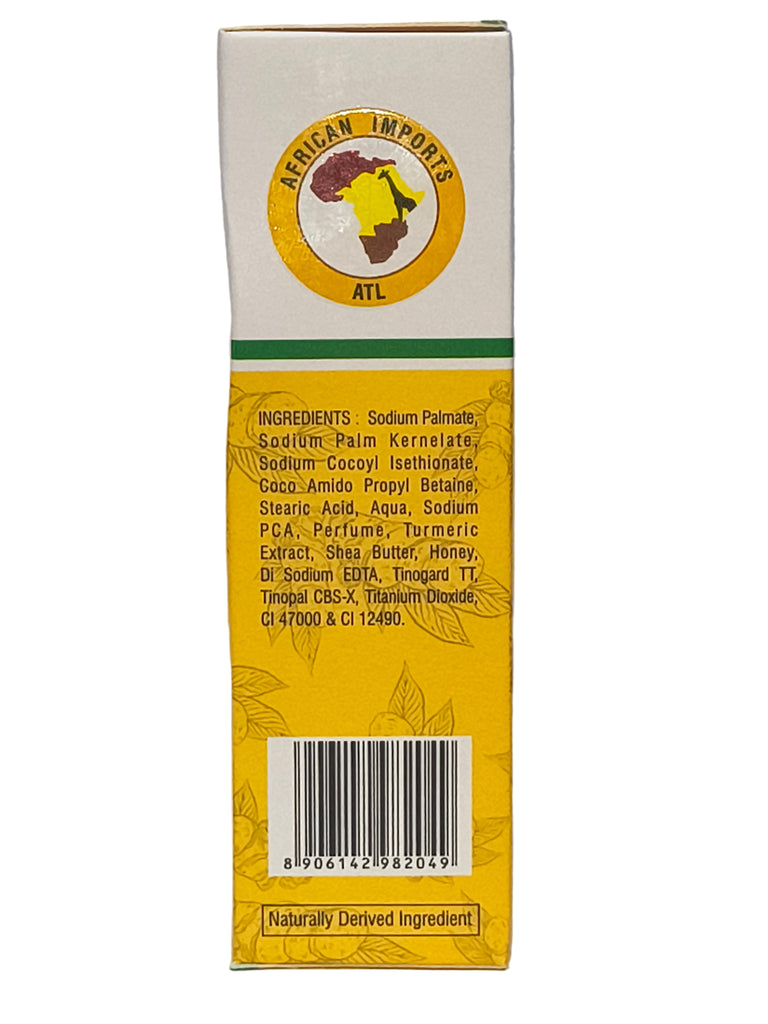 AFRICAN IMPORTS
ATL
INGREDIENTS : Sodium Palmate,
Sodium Palm Kernelate,
Sodium Cocoyl Isethionate,
Coco Amido Propyl Betaine,
Stearic Acid, Aqua, Sodium
PCA, Perfume, Turmeric
Extract, Shea Butter, Honey,
Di Sodium EDTA, Tinogard TT,
Tinopal CBS-X, Titanium Dioxide,
CI 47000 & CI 12490.
8 906142 982049
Naturally Derived Ingredient